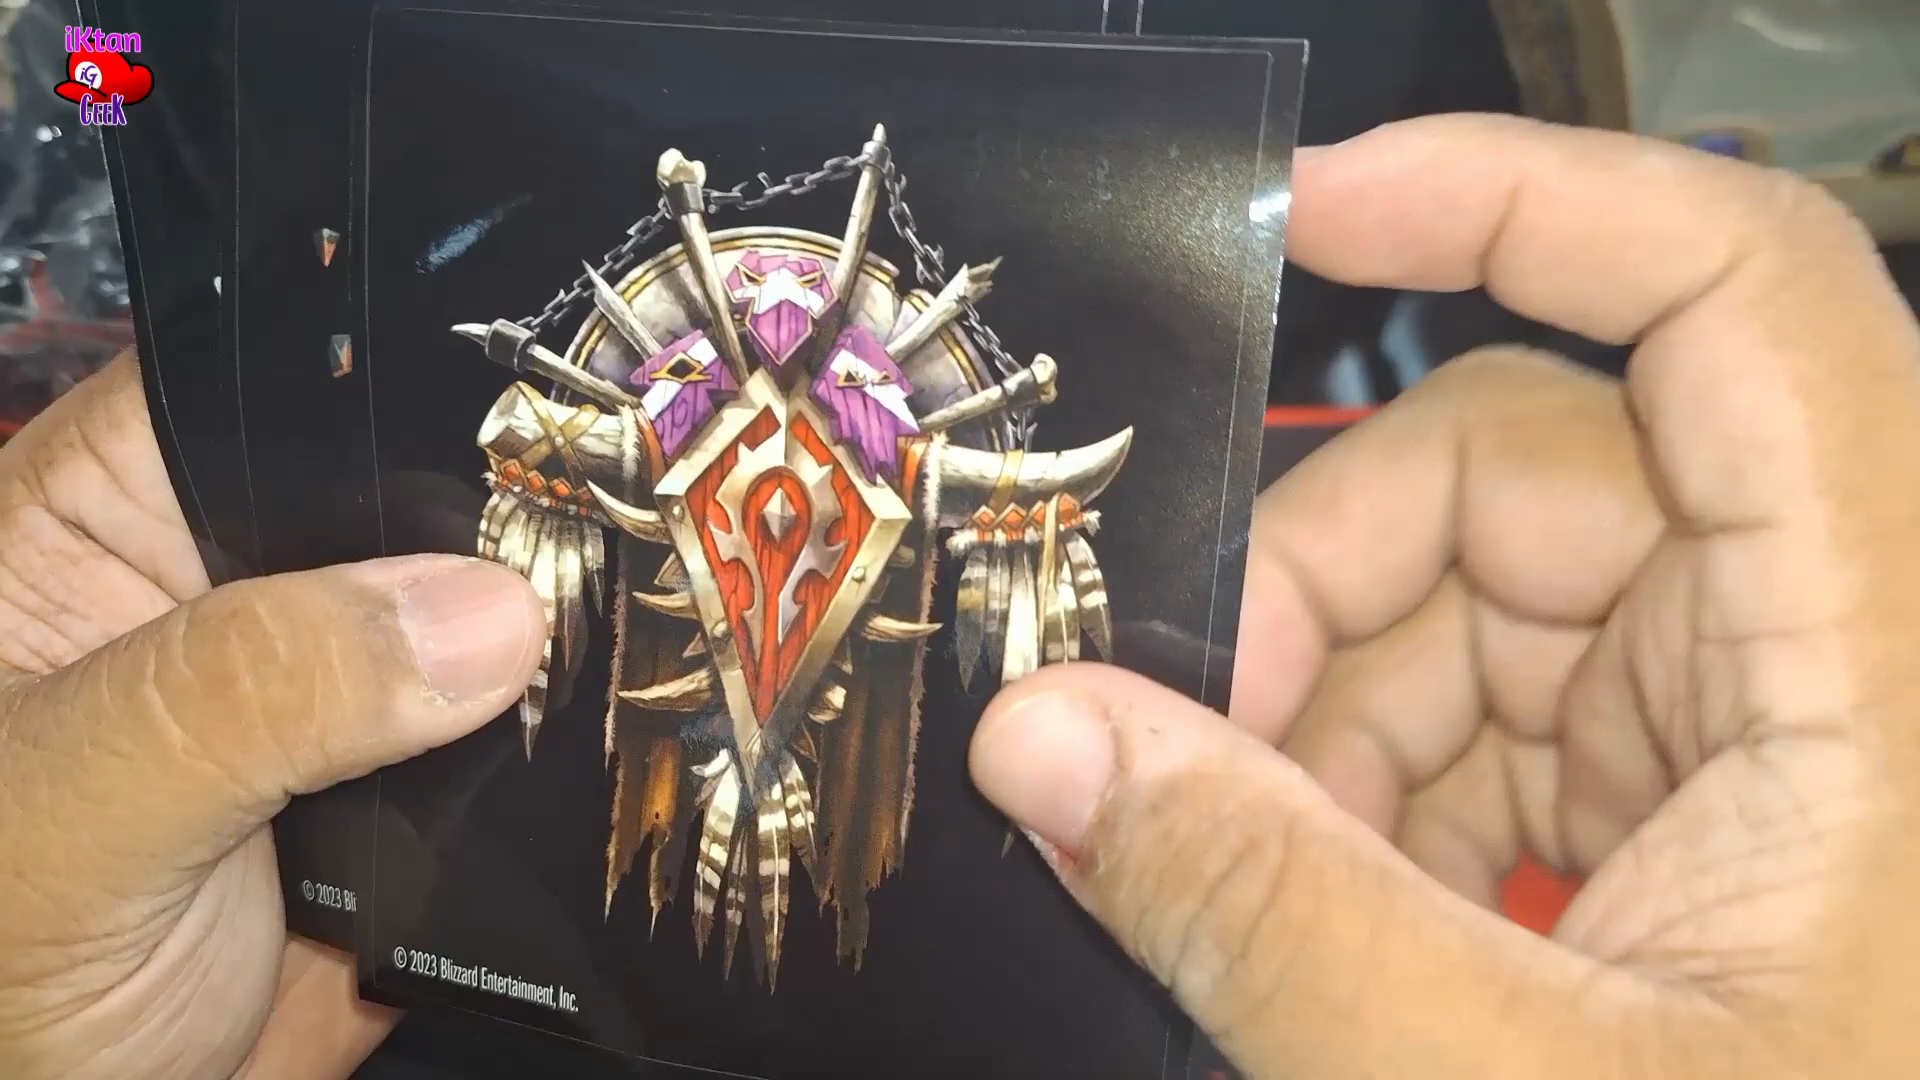 iKtan
iG
GeeK
© 2023 Bli
© 2023 Blizzard Entertainment, Inc.